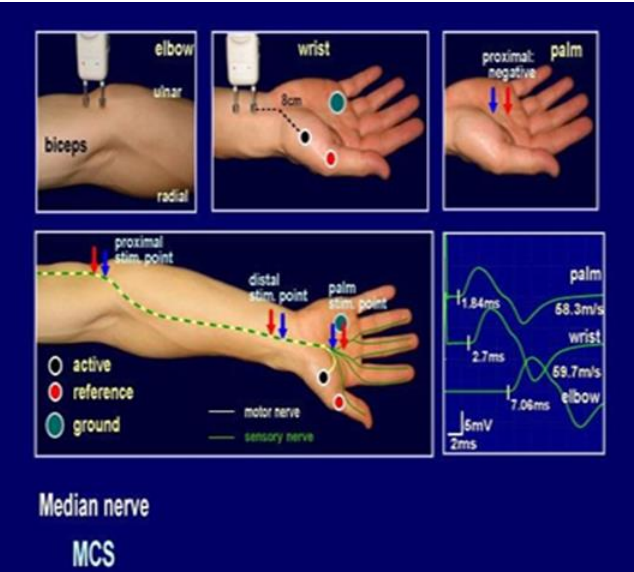 elbow
ulnar
biceps
radial
wrist
8cm
proximal:
negative
palm
proximal
stim. point
distal
stim. point
palm
stim. point
active
reference
ground
motor nerve
sensory nerve
palm
1.84ms
58.3m/s
wrist
2.7ms
59.7m/s
elbow
7.06ms
5mV
2ms
Median nerve
MCS